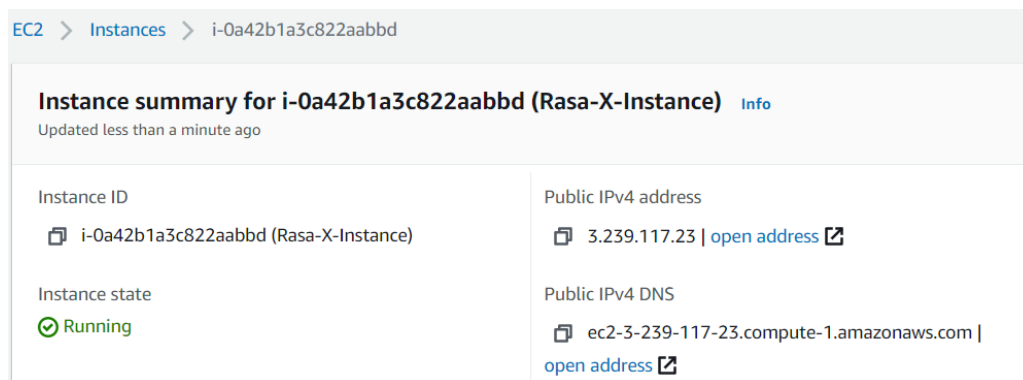 EC2 > Instances > i-0a42b1a3c822aabbd
Instance summary for i-0a42b1a3c822aabbd (Rasa-X-Instance) Info
Updated less than a minute ago
Instance ID
i-0a42b1a3c822aabbd (Rasa-X-Instance)
Instance state
Running
Public IPv4 address
3.239.117.23 | open address
Public IPv4 DNS
ec2-3-239-117-23.compute-1.amazonaws.com |
open address